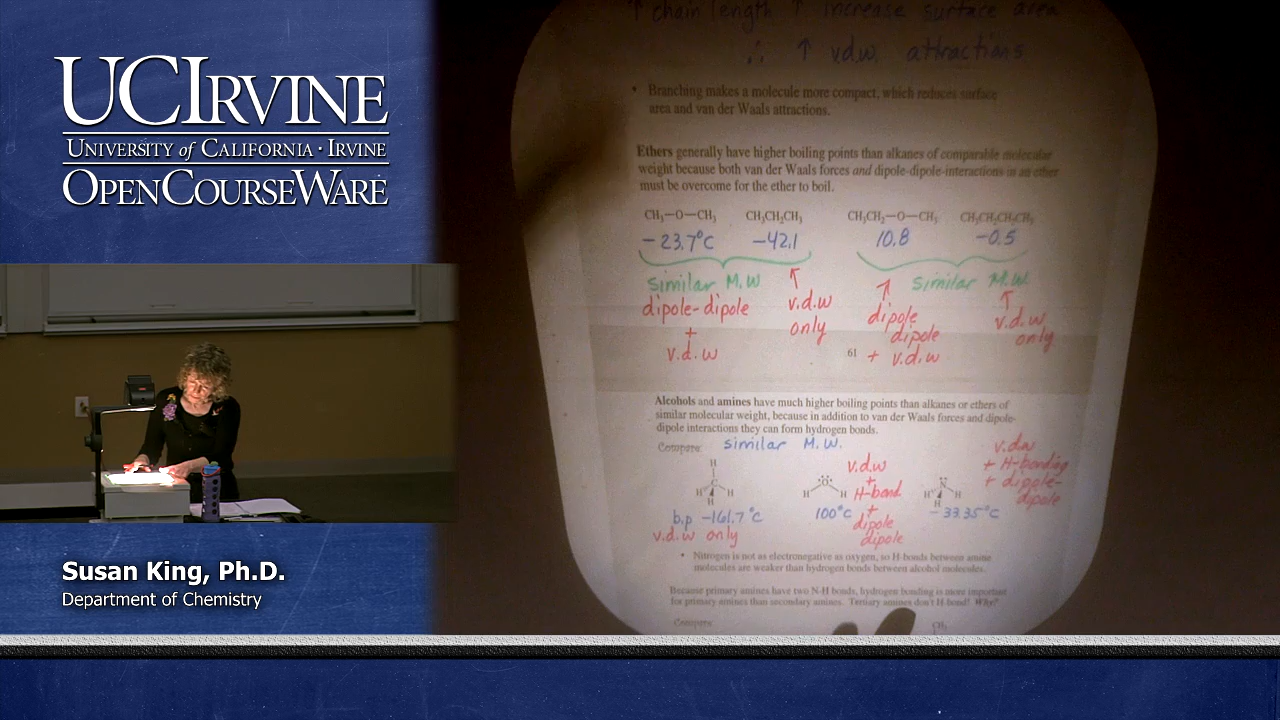 UCIRVINE
UNIVERSITY of CALIFORNIA · IRVINE
OPENCOURSEWARE
Susan King, Ph.D.
Department of Chemistry
↑ chain length ↑ increase surface area
∴ ↑ v.d.w. attractions
• Branching makes a molecule more compact, which reduces surface
area and van der Waals attractions.
Ethers generally have higher boiling points than alkanes of comparable molecular
weight because both van der Waals forces and dipole-dipole-interactions in an ether
must be overcome for the ether to boil.
CH₃—O—CH₃ CH₃CH₂CH₃ CH₃CH₂—O—CH₃ CH₃CH₂CH₂CH₃
-23.7°C -42.1 10.8 -0.5
similar M.W ↑ ↑ similar M.W.
dipole-dipole v.d.w dipole ↑ v.d.w
+ only dipole only
v.d.w 61 + v.d.w
Alcohols and amines have much higher boiling points than alkanes or ethers of
similar molecular weight, because in addition to van der Waals forces and dipole-
dipole interactions they can form hydrogen bonds.
Compare: similar M.W.
H v.d.w v.d.w
C O + N + H-bonding
H H H H H-bond H H + dipole-
H + H dipole
b.p -161.7°C 100°C dipole -33.35°C
v.d.w only dipole
• Nitrogen is not as electronegative as oxygen, so H-bonds between amine
molecules are weaker than hydrogen bonds between alcohol molecules.
Because primary amines have two N-H bonds, hydrogen bonding is more important
for primary amines than secondary amines. Tertiary amines don't H-bond! Why?
Compare:
CH₃